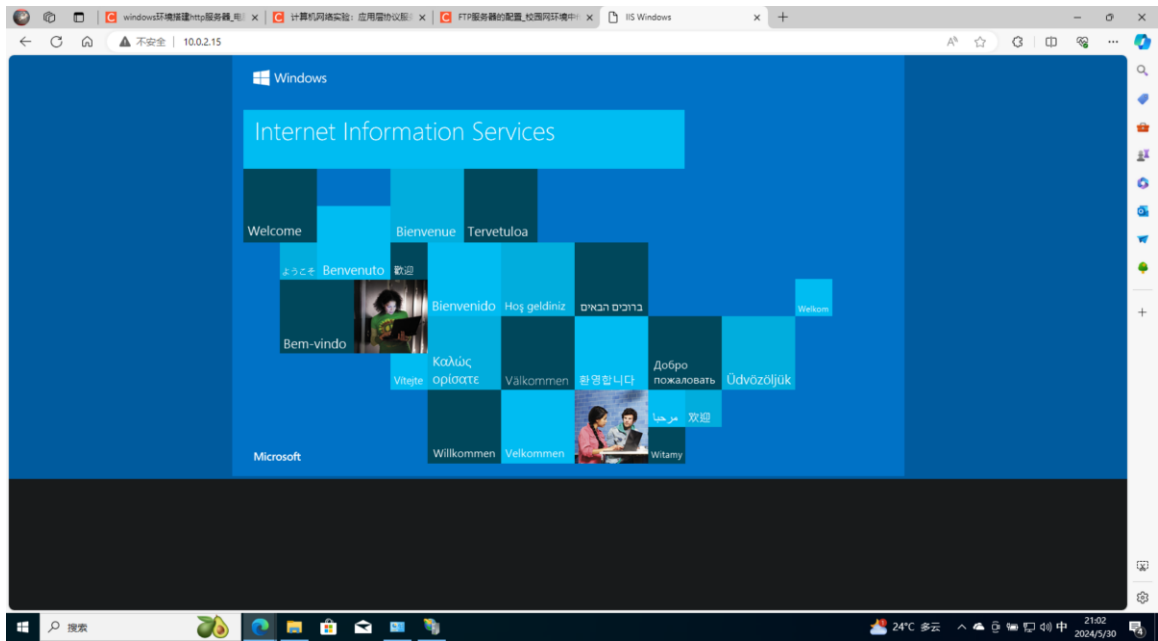 windows环境搭建http服务器_电
计算机网络实验：应用层协议服
FTP服务器的配置_校园网环境中
IIS Windows
不安全 10.0.2.15
Windows
Internet Information Services
Welcome
Bienvenue
Tervetuloa
ようこそ
Benvenuto
歡迎
Bienvenido
Hoş geldiniz
ברוכים הבאים
Welkom
Bem-vindo
Vítejte
Καλώς
ορίσατε
Välkommen
환영합니다
Добро
пожаловать
Üdvözöljük
مرحبا
欢迎
Willkommen
Velkommen
Witamy
Microsoft
搜索
24°C 多云
中
21:02
2024/5/30